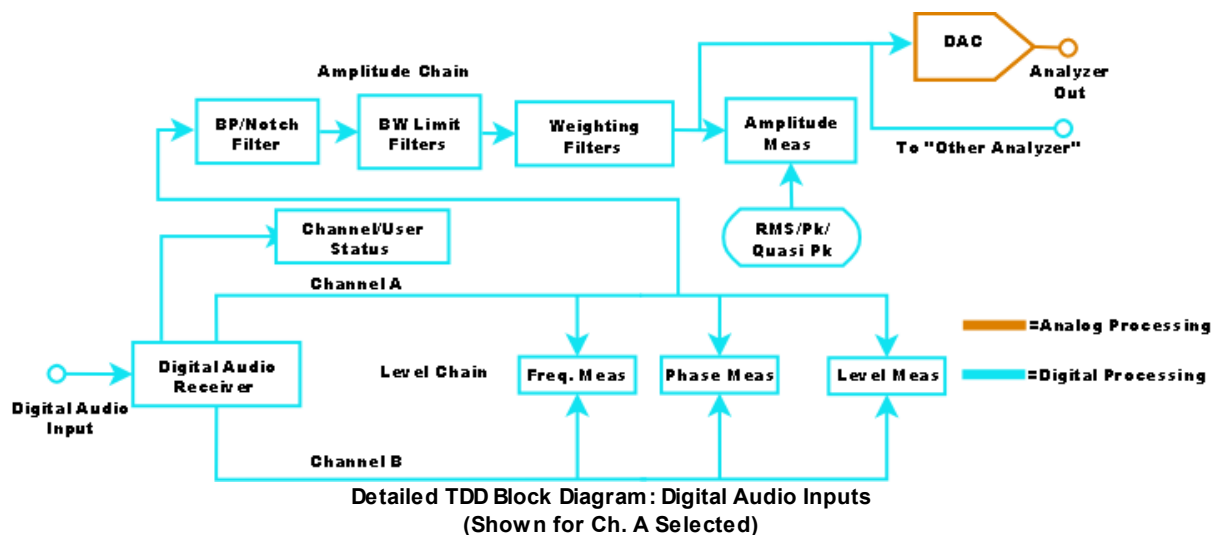 DAC
Analyzer
Out
Amplitude Chain
BP/Notch
Filter
BW Limit
Filters
Weighting
Filters
Amplitude
Meas
To "Other Analyzer"
RMS/Pk/
Quasi Pk
Channel/User
Status
Channel A
=Analog Processing
Digital Audio
Receiver
Level Chain
Freq. Meas
Phase Meas
Level Meas
=Digital Processing
Digital Audio
Input
Channel B
Detailed TDD Block Diagram: Digital Audio Inputs
(Shown for Ch. A Selected)